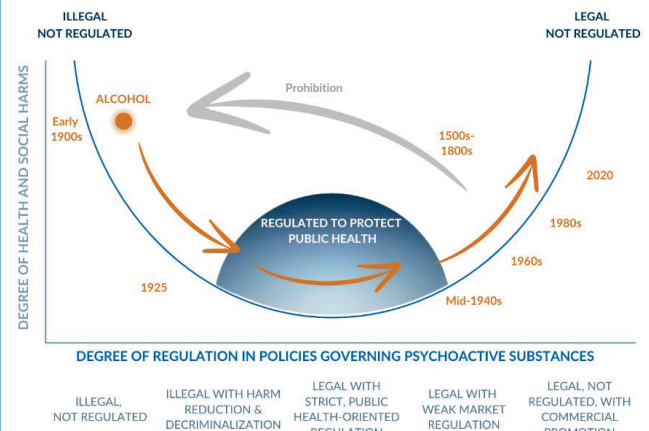 ILLEGAL
NOT REGULATED
LEGAL
NOT REGULATED
DEGREE OF HEALTH AND SOCIAL HARMS
Prohibition
ALCOHOL
Early
1900s
1500s-
1800s
2020
REGULATED TO PROTECT
PUBLIC HEALTH
1980s
1960s
1925
Mid-1940s
DEGREE OF REGULATION IN POLICIES GOVERNING PSYCHOACTIVE SUBSTANCES
ILLEGAL,
NOT REGULATED
ILLEGAL WITH HARM
REDUCTION &
DECRIMINALIZATION
LEGAL WITH
STRICT, PUBLIC
HEALTH-ORIENTED
REGULATION
LEGAL WITH
WEAK MARKET
REGULATION
LEGAL, NOT
REGULATED, WITH
COMMERCIAL
PROMOTION